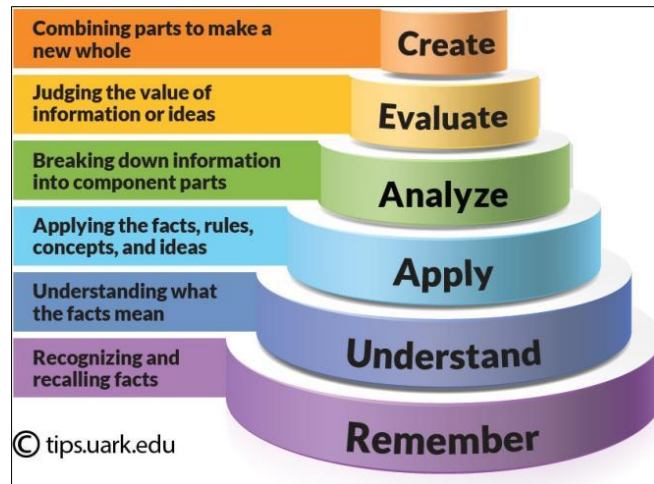 Combining parts to make a
new whole
Create
Judging the value of
information or ideas
Evaluate
Breaking down information
into component parts
Analyze
Applying the facts, rules,
concepts, and ideas
Apply
Understanding what
the facts mean
Understand
Recognizing and
recalling facts
Remember
© tips.uark.edu